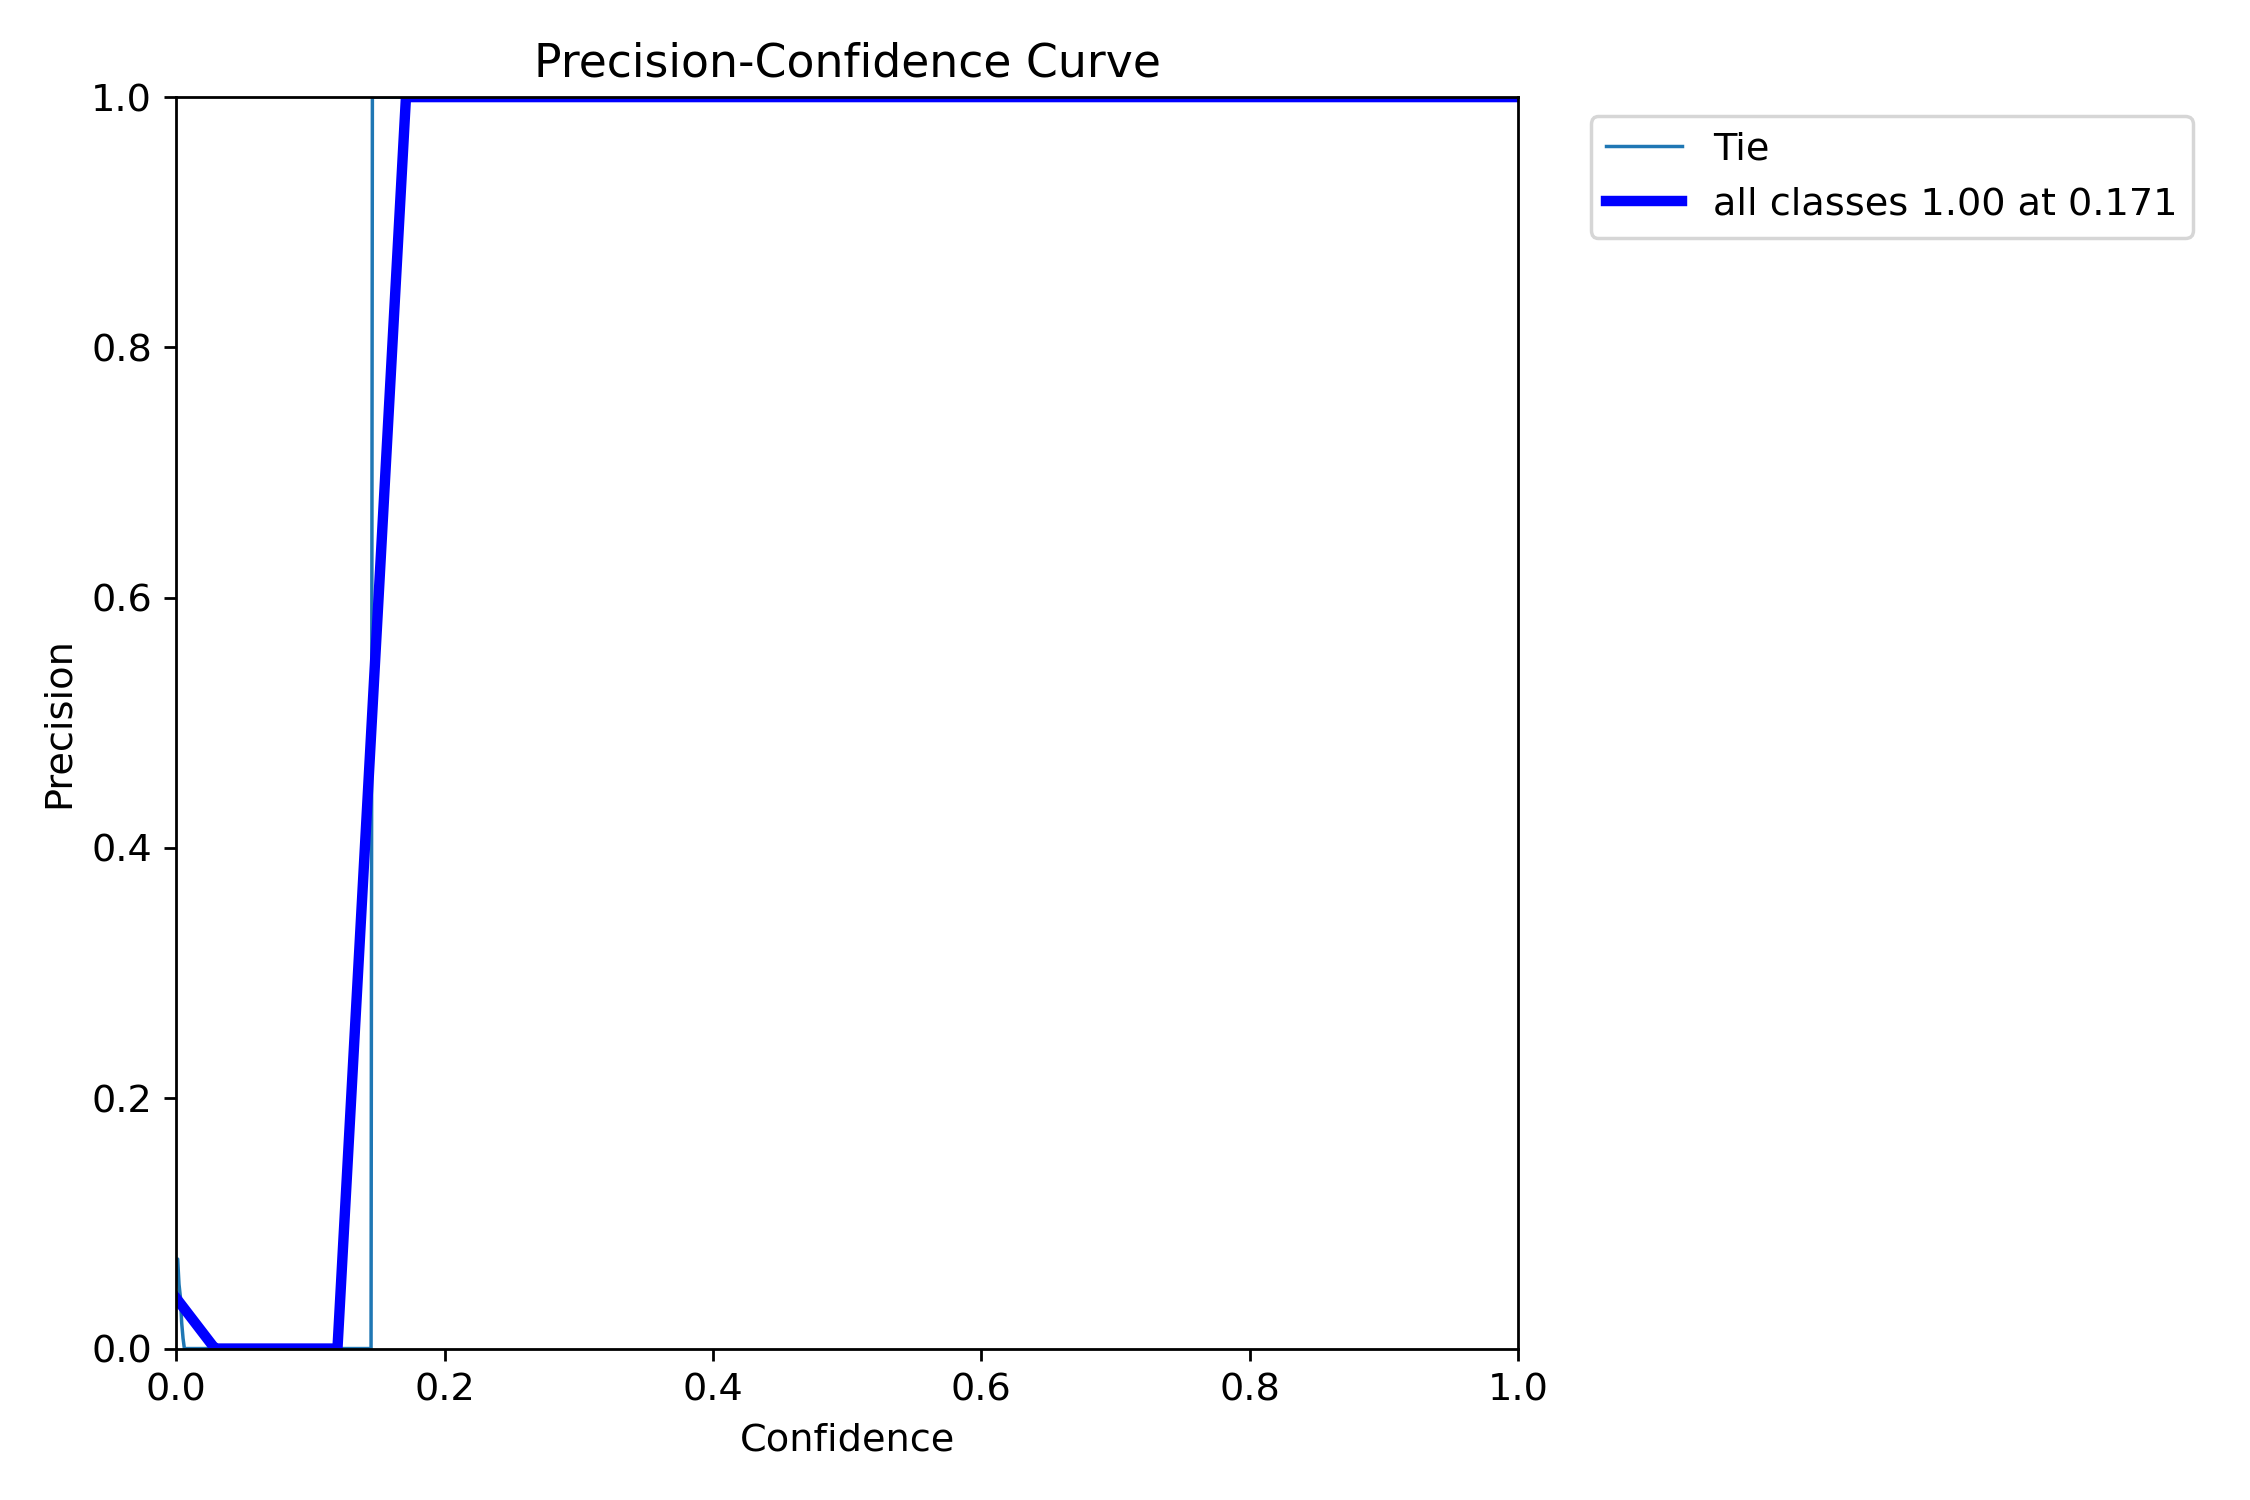 Precision-Confidence Curve
1.0
0.8
0.6
0.4
0.2
0.0
Precision
0.0 0.2 0.4 0.6 0.8 1.0
Confidence
Tie
all classes 1.00 at 0.171